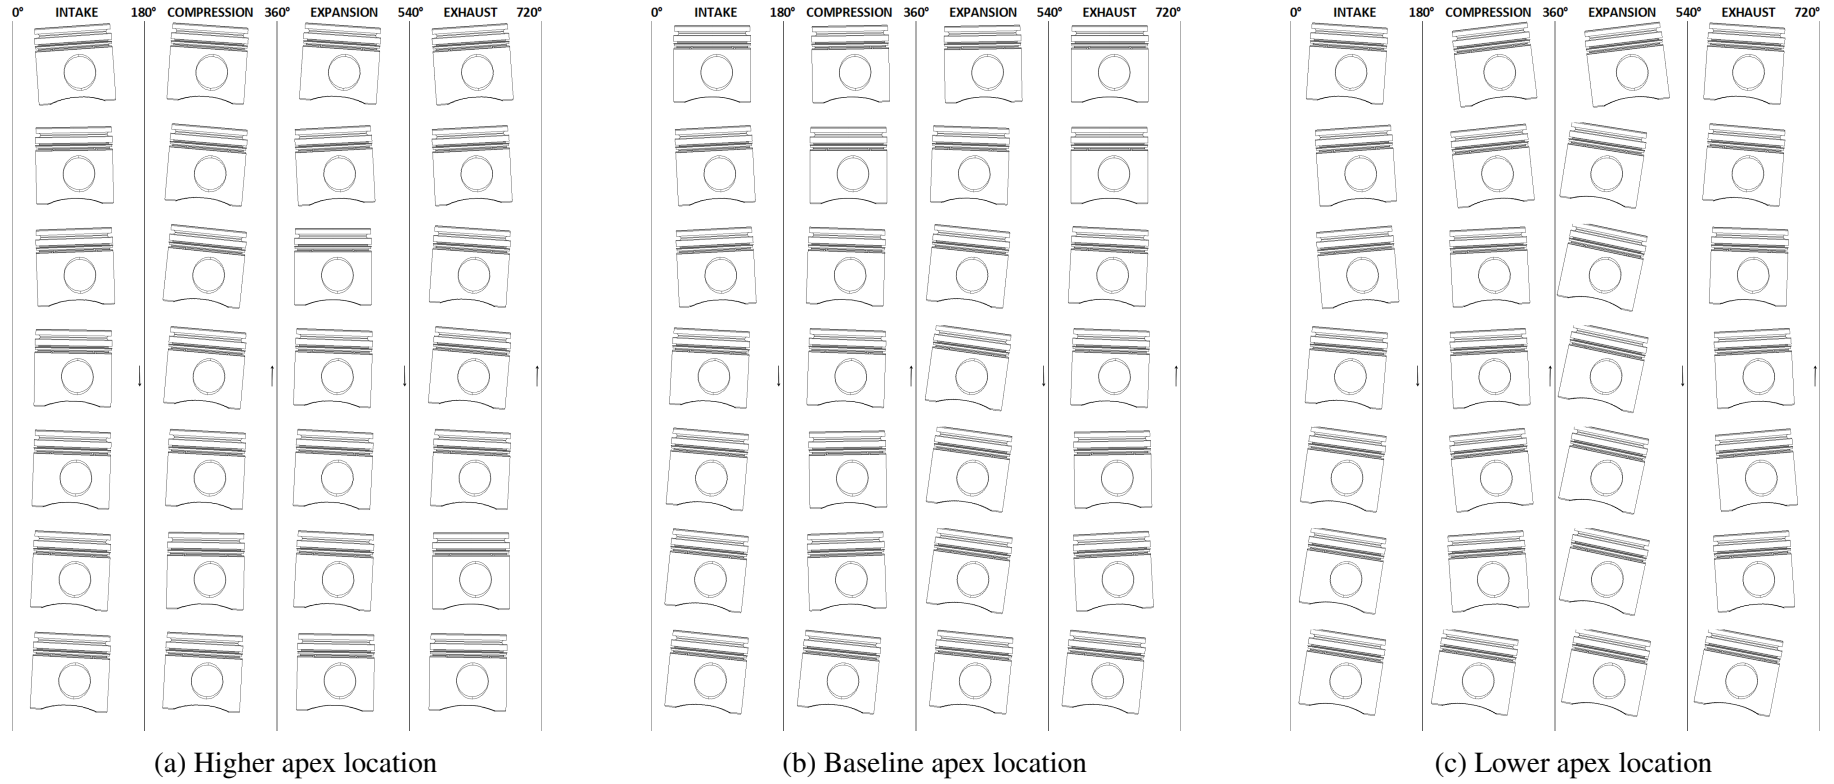 0° INTAKE 180° COMPRESSION 360° EXPANSION 540° EXHAUST 720°
0° INTAKE 180° COMPRESSION 360° EXPANSION 540° EXHAUST 720°
0° INTAKE 180° COMPRESSION 360° EXPANSION 540° EXHAUST 720°
(a) Higher apex location
(b) Baseline apex location
(c) Lower apex location